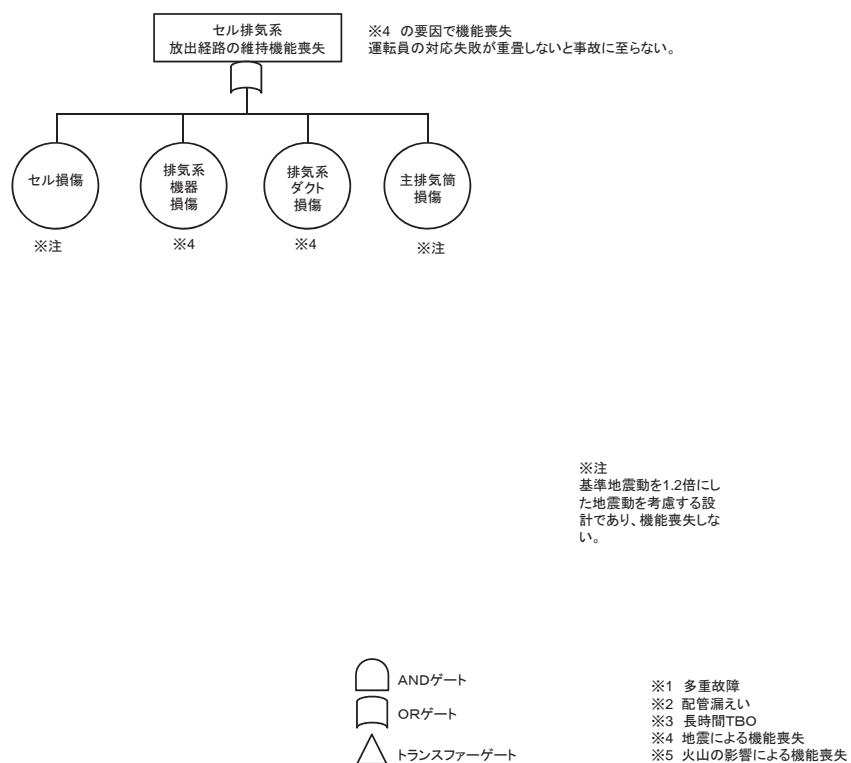 セル排気系
放出経路の維持機能喪失
※4 の要因で機能喪失
運転員の対応失敗が重畳しないと事故に至らない。
セル損傷
※注
排気系
機器
損傷
※4
排気系
ダクト
損傷
※4
主排気筒
損傷
※注
※注
基準地震動を1.2倍にし
た地震動を考慮する設
計であり、機能喪失しな
い。
ANDゲート
ORゲート
トランスファーゲート
※1 多重故障
※2 配管漏えい
※3 長時間TBO
※4 地震による機能喪失
※5 火山の影響による機能喪失